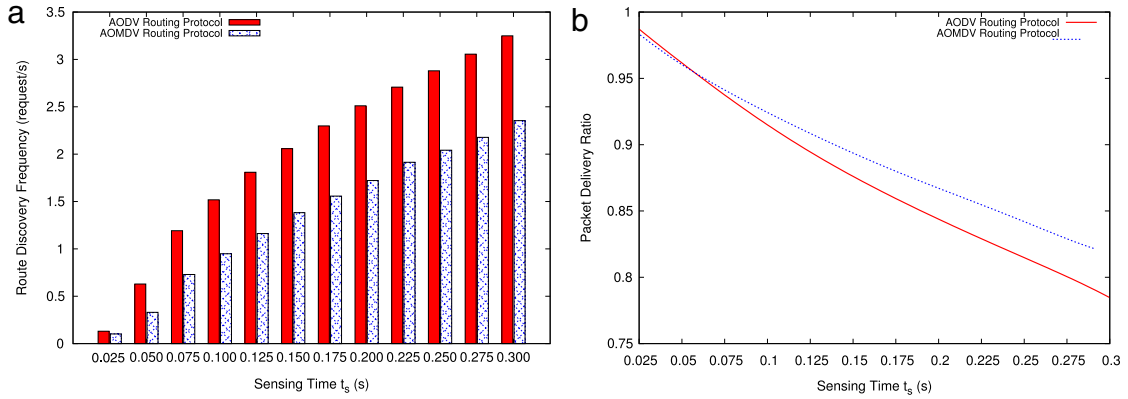 a
AODV Routing Protocol
AOMDV Routing Protocol
Route Discovery Frequency (request/s)
3.5
3
2.5
2
1.5
1
0.5
0
0.025 0.050 0.075 0.100 0.125 0.150 0.175 0.200 0.225 0.250 0.275 0.300
Sensing Time ts (s)
b
AODV Routing Protocol
AOMDV Routing Protocol
Packet Delivery Ratio
1
0.95
0.9
0.85
0.8
0.75
0.025 0.05 0.075 0.1 0.125 0.15 0.175 0.2 0.225 0.25 0.275 0.3
Sensing Time ts (s)